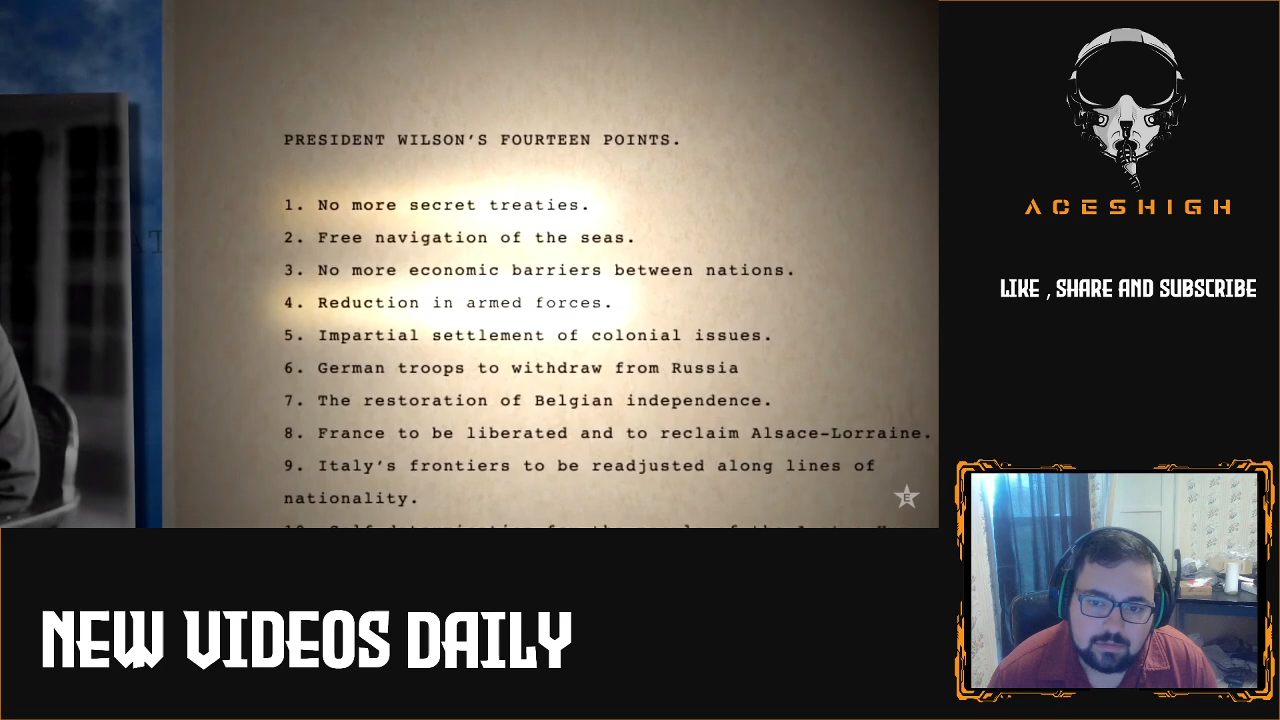 PRESIDENT WILSON'S FOURTEEN POINTS.
1. No more secret treaties.
2. Free navigation of the seas.
3. No more economic barriers between nations.
4. Reduction in armed forces.
5. Impartial settlement of colonial issues.
6. German troops to withdraw from Russia
7. The restoration of Belgian independence.
8. France to be liberated and to reclaim Alsace-Lorraine.
9. Italy's frontiers to be readjusted along lines of
nationality.
E
ACESHIGH
LIKE , SHARE AND SUBSCRIBE
NEW VIDEOS DAILY